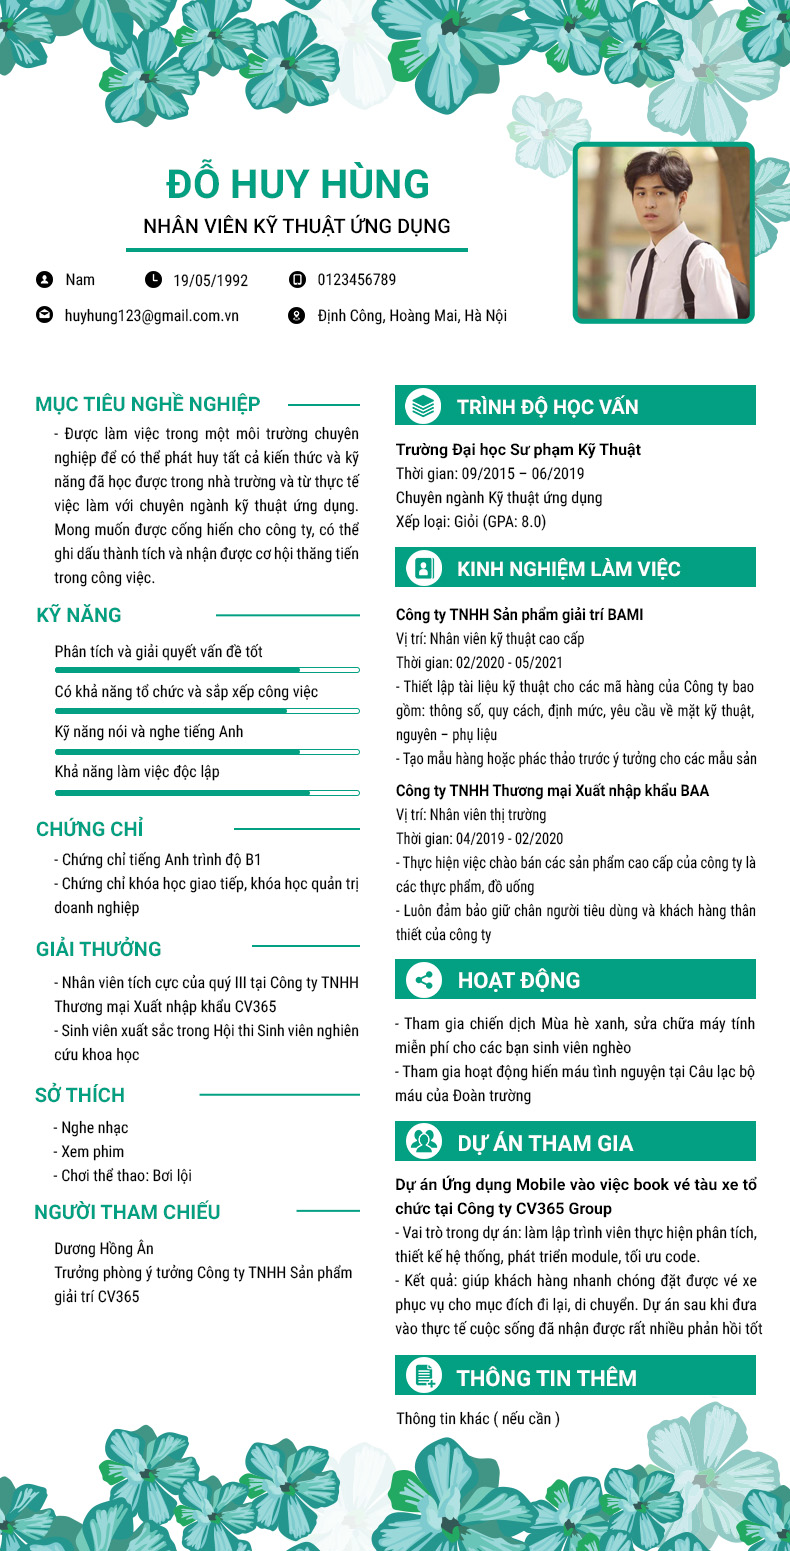 ĐỖ HUY HÙNG
NHÂN VIÊN KỸ THUẬT ỨNG DỤNG
Nam
19/05/1992
0123456789
huyhung123@gmail.com.vn
Định Công, Hoàng Mai, Hà Nội
MỤC TIÊU NGHỀ NGHIỆP
- Được làm việc trong một môi trường chuyên
nghiệp để có thể phát huy tất cả kiến thức và kỹ
năng đã học được trong nhà trường và từ thực tế
việc làm với chuyên ngành kỹ thuật ứng dụng.
Mong muốn được cống hiến cho công ty, có thể
ghi dấu thành tích và nhận được cơ hội thăng tiến
trong công việc.
KỸ NĂNG
Phân tích và giải quyết vấn đề tốt
Có khả năng tổ chức và sắp xếp công việc
Kỹ năng nói và nghe tiếng Anh
Khả năng làm việc độc lập
CHỨNG CHỈ
- Chứng chỉ tiếng Anh trình độ B1
- Chứng chỉ khóa học giao tiếp, khóa học quản trị
doanh nghiệp
GIẢI THƯỞNG
- Nhân viên tích cực của quý III tại Công ty TNHH
Thương mại Xuất nhập khẩu CV365
- Sinh viên xuất sắc trong Hội thi Sinh viên nghiên
cứu khoa học
SỞ THÍCH
- Nghe nhạc
- Xem phim
- Chơi thể thao: Bơi lội
NGƯỜI THAM CHIẾU
Dương Hồng Ân
Trưởng phòng ý tưởng Công ty TNHH Sản phẩm
giải trí CV365
TRÌNH ĐỘ HỌC VẤN
Trường Đại học Sư phạm Kỹ Thuật
Thời gian: 09/2015 – 06/2019
Chuyên ngành Kỹ thuật ứng dụng
Xếp loại: Giỏi (GPA: 8.0)
KINH NGHIỆM LÀM VIỆC
Công ty TNHH Sản phẩm giải trí BAMI
Vị trí: Nhân viên kỹ thuật cao cấp
Thời gian: 02/2020 - 05/2021
- Thiết lập tài liệu kỹ thuật cho các mã hàng của Công ty bao
gồm: thông số, quy cách, định mức, yêu cầu về mặt kỹ thuật,
nguyên – phụ liệu
- Tạo mẫu hàng hoặc phác thảo trước ý tưởng cho các mẫu sản
Công ty TNHH Thương mại Xuất nhập khẩu BAA
Vị trí: Nhân viên thị trường
Thời gian: 04/2019 - 02/2020
- Thực hiện việc chào bán các sản phẩm cao cấp của công ty là
các thực phẩm, đồ uống
- Luôn đảm bảo giữ chân người tiêu dùng và khách hàng thân
thiết của công ty
HOẠT ĐỘNG
- Tham gia chiến dịch Mùa hè xanh, sửa chữa máy tính
miễn phí cho các bạn sinh viên nghèo
- Tham gia hoạt động hiến máu tình nguyện tại Câu lạc bộ
máu của Đoàn trường
DỰ ÁN THAM GIA
Dự án Ứng dụng Mobile vào việc book vé tàu xe tổ
chức tại Công ty CV365 Group
- Vai trò trong dự án: làm lập trình viên thực hiện phân tích,
thiết kế hệ thống, phát triển module, tối ưu code.
- Kết quả: giúp khách hàng nhanh chóng đặt được vé xe
phục vụ cho mục đích đi lại, di chuyển. Dự án sau khi đưa
vào thực tế cuộc sống đã nhận được rất nhiều phản hồi tốt
THÔNG TIN THÊM
Thông tin khác ( nếu cần )